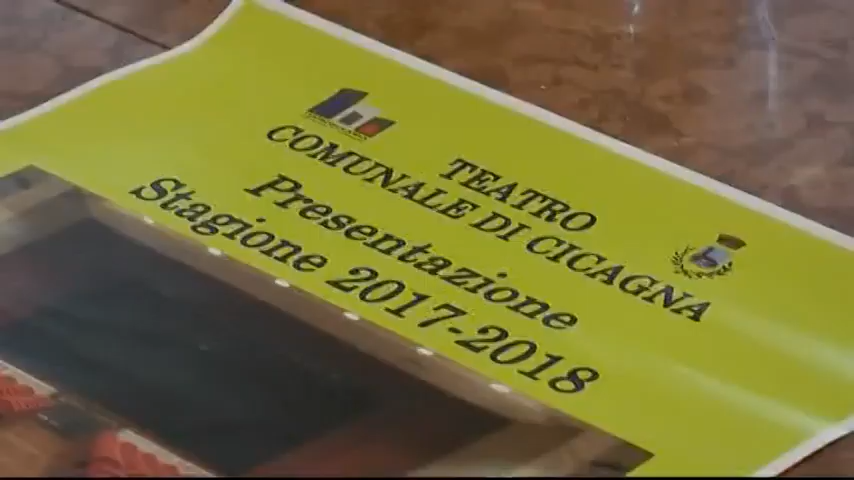 TEATRO
COMUNALE DI CICAGNA
Presentazione
Stagione 2017-2018